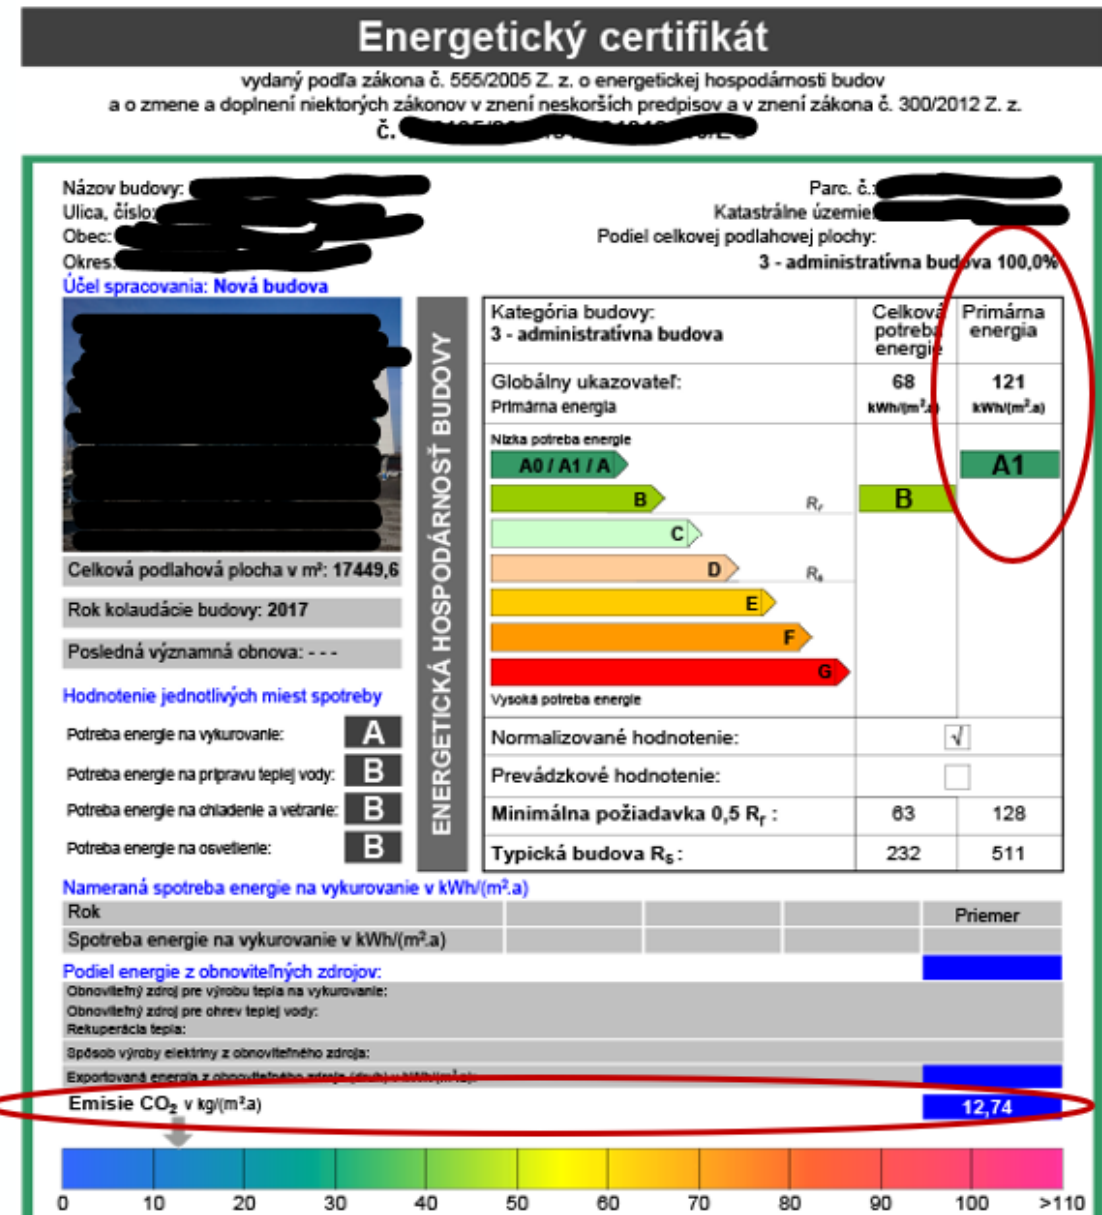 Energetický certifikát
vydaný podľa zákona č. 555/2005 Z. z. o energetickej hospodárnosti budov
a o zmene a doplnení niektorých zákonov v znení neskorších predpisov a v znení zákona č. 300/2012 Z. z.
č.
Názov budovy:
Ulica, číslo:
Obec:
Okres:
Parc. č.:
Katastrálne územie:
Podiel celkovej podlahovej plochy:
3 - administratívna budova 100,0%
Účel spracovania: Nová budova
Celková podlahová plocha v m²: 17449,6
Rok kolaudácie budovy: 2017
Posledná významná obnova: - - -
Hodnotenie jednotlivých miest spotreby
Potreba energie na vykurovanie: A
Potreba energie na prípravu teplej vody: B
Potreba energie na chladenie a vetranie: B
Potreba energie na osvetlenie: B
ENERGETICKÁ HOSPODÁRNOSŤ BUDOVY
Kategória budovy:
3 - administratívna budova
Celková potreba energie
Primárna energia
Globálny ukazovateľ: 68 121
Primárna energia kWh/(m².a) kWh/(m².a)
Nízka potreba energie
A0 / A1 / A A1
B Rr B
C
D Rs
E
F
G
Vysoká potreba energie
Normalizované hodnotenie: √
Prevádzkové hodnotenie:
Minimálna požiadavka 0,5 Rr : 63 128
Typická budova Rs : 232 511
Nameraná spotreba energie na vykurovanie v kWh/(m².a)
Rok Priemer
Spotreba energie na vykurovanie v kWh/(m².a)
Podiel energie z obnoviteľných zdrojov:
Obnoviteľný zdroj pre výrobu tepla na vykurovanie:
Obnoviteľný zdroj pre ohrev teplej vody:
Rekuperácia tepla:
Spôsob výroby elektriny z obnoviteľného zdroja:
Exportovaná energia z obnoviteľného zdroja (druh) v kWh/(m².a):
Emisie CO₂ v kg/(m².a) 12,74
0 10 20 30 40 50 60 70 80 90 100 >110